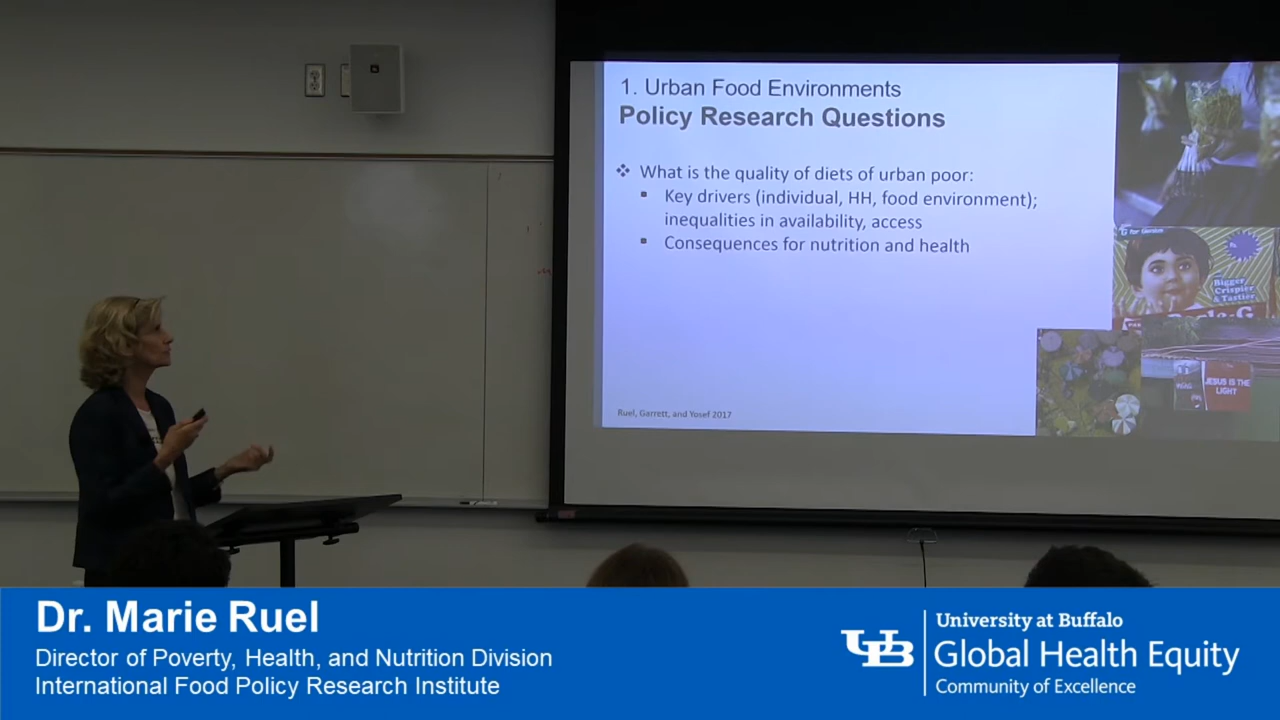 1. Urban Food Environments
Policy Research Questions
❖ What is the quality of diets of urban poor:
▪ Key drivers (individual, HH, food environment);
inequalities in availability, access
▪ Consequences for nutrition and health
Ruel, Garrett, and Yosef 2017
G for Genius
Bigger
Crispier
& Tastier
JESUS IS THE
LIGHT
Dr. Marie Ruel
Director of Poverty, Health, and Nutrition Division
International Food Policy Research Institute
UB
University at Buffalo
Global Health Equity
Community of Excellence